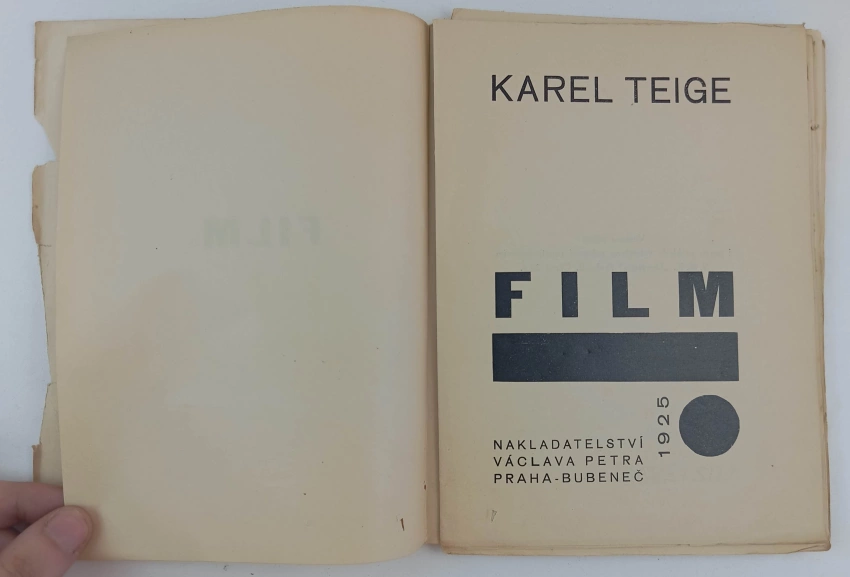 KAREL TEIGE
FILM
1925
NAKLADATELSTVÍ
VÁCLAVA PETRA
PRAHA-BUBENEČ